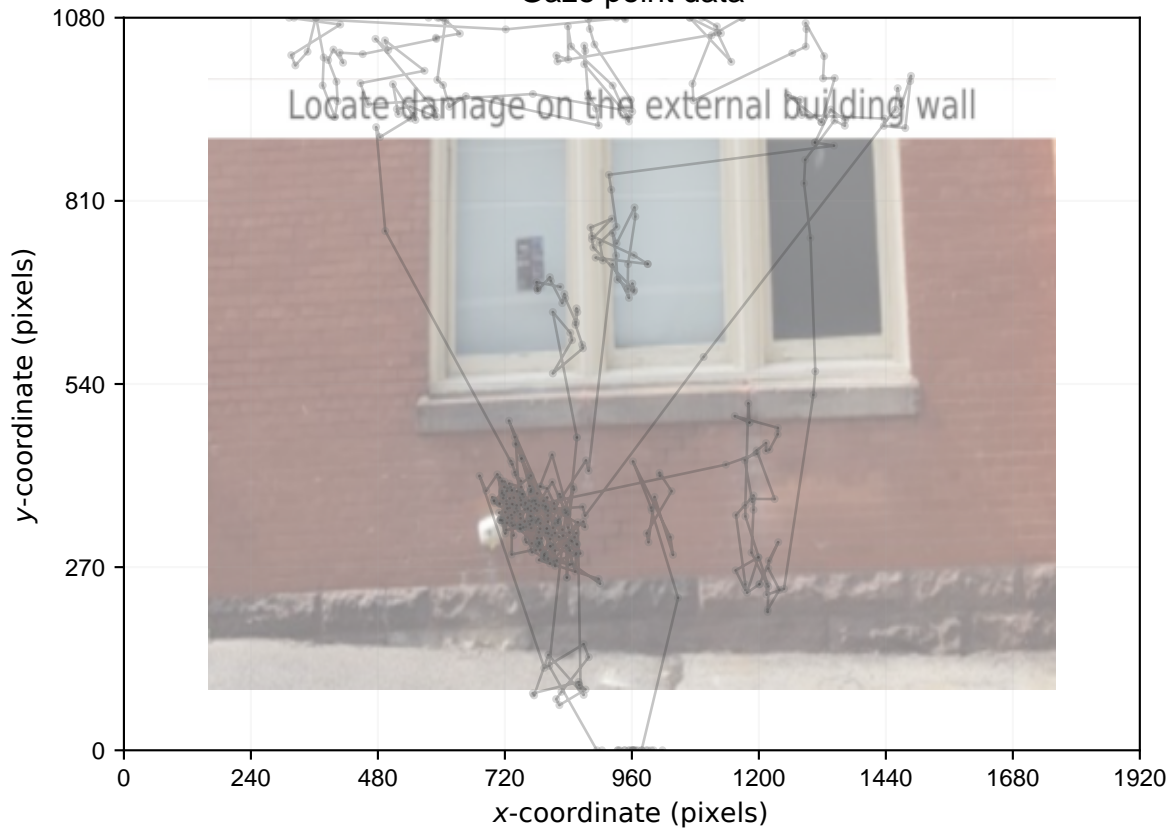 Gaze point data
1080
Locate damage on the external building wall
810
540
270
0
0 240 480 720 960 1200 1440 1680 1920
x-coordinate (pixels)
y-coordinate (pixels)